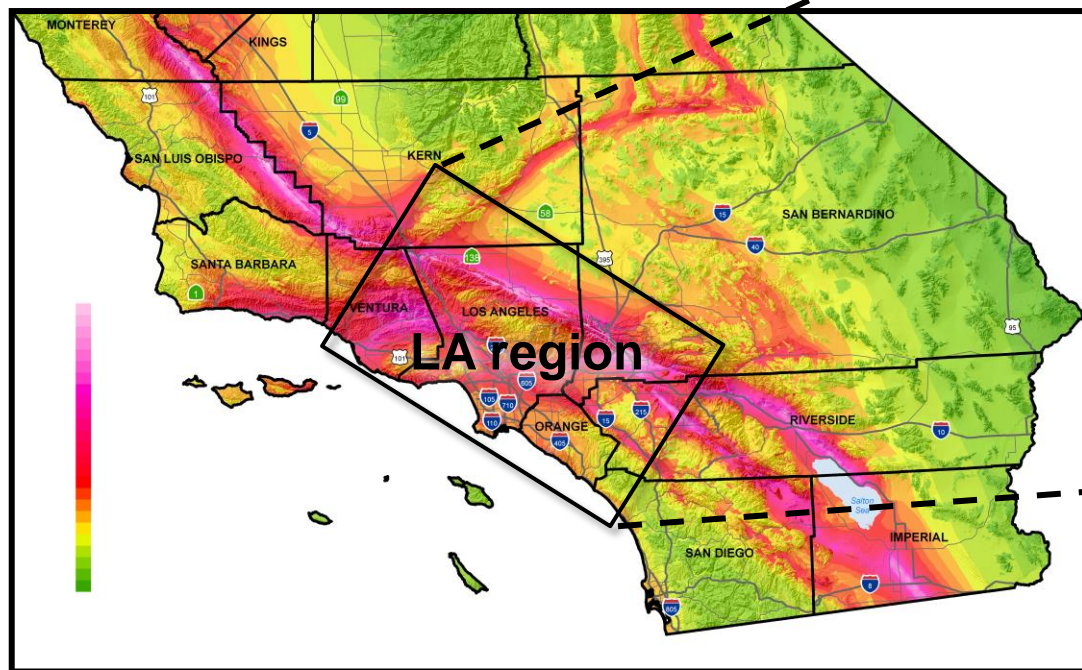 MONTEREY
KINGS
101
99
5
KERN
SAN LUIS OBISPO
58
15
SAN BERNARDINO
40
395
138
SANTA BARBARA
1
VENTURA
LOS ANGELES
95
101
LA region
605
105
710
110
ORANGE
405
15
215
RIVERSIDE
10
Salton
Sea
IMPERIAL
SAN DIEGO
8
805